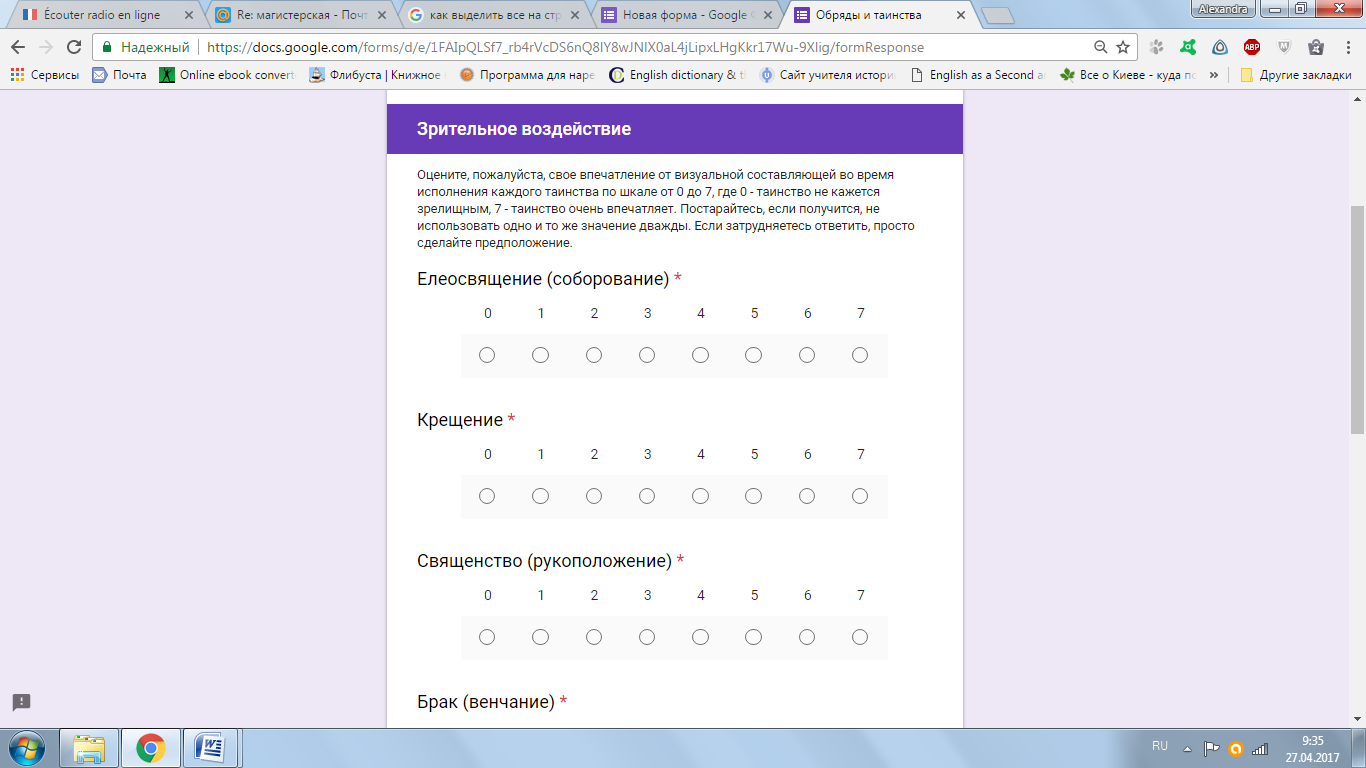 Écouter radio en ligne
Re: магистерская - Почт
как выделить все на стр
Новая форма - Google
Обряды и таинства
Alexandra
Надежный
https://docs.google.com/forms/d/e/1FAIpQLSf7_rb4rVcDS6nQ8lY8wJNIX0aL4jLipxLHgKkr17Wu-9Xlig/formResponse
ABP
Сервисы
Почта
Online ebook convert
Флибуста | Книжное
Программа для наре
English dictionary & t
Сайт учителя истори
English as a Second a
Все о Киеве - куда по
»
Другие закладки
Зрительное воздействие
Оцените, пожалуйста, свое впечатление от визуальной составляющей во время
исполнения каждого таинства по шкале от 0 до 7, где 0 - таинство не кажется
зрелищным, 7 - таинство очень впечатляет. Постарайтесь, если получится, не
использовать одно и то же значение дважды. Если затрудняетесь ответить, просто
сделайте предположение.
Елеосвящение (соборование) *
0 1 2 3 4 5 6 7
Крещение *
0 1 2 3 4 5 6 7
Священство (рукоположение) *
0 1 2 3 4 5 6 7
Брак (венчание) *
RU
9:35
27.04.2017